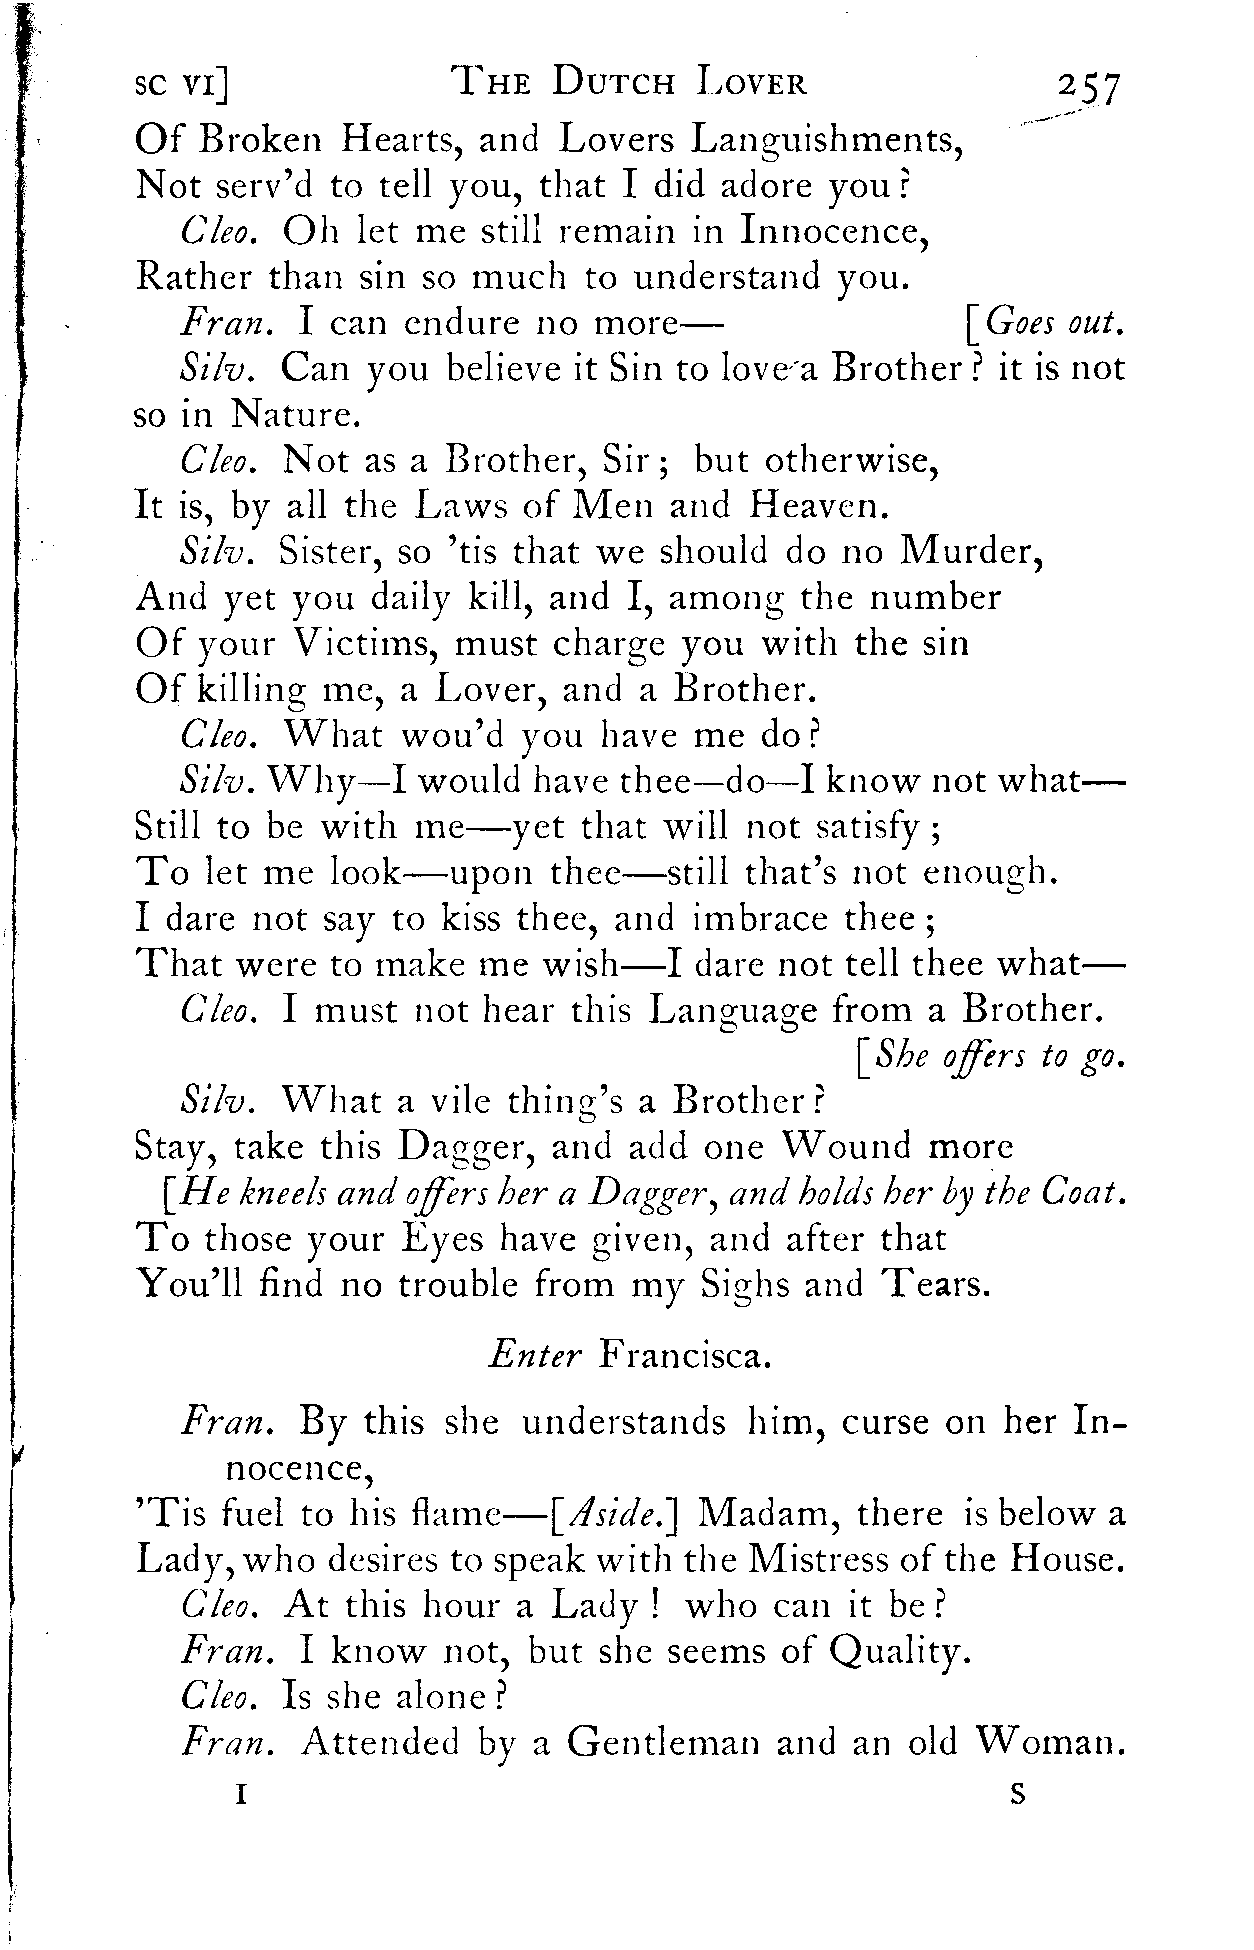 SC VI] THE DUTCH LOVER 257
Of Broken Hearts, and Lovers Languishments,
Not serv'd to tell you, that I did adore you?
Cleo. Oh let me still remain in Innocence,
Rather than sin so much to understand you.
Fran. I can endure no more— [Goes out.
Silv. Can you believe it Sin to love a Brother? it is not
so in Nature.
Cleo. Not as a Brother, Sir; but otherwise,
It is, by all the Laws of Men and Heaven.
Silv. Sister, so 'tis that we should do no Murder,
And yet you daily kill, and I, among the number
Of your Victims, must charge you with the sin
Of killing me, a Lover, and a Brother.
Cleo. What wou'd you have me do?
Silv. Why—I would have thee—do—I know not what—
Still to be with me—yet that will not satisfy;
To let me look—upon thee—still that's not enough.
I dare not say to kiss thee, and imbrace thee;
That were to make me wish—I dare not tell thee what—
Cleo. I must not hear this Language from a Brother.
[She offers to go.
Silv. What a vile thing's a Brother?
Stay, take this Dagger, and add one Wound more
[He kneels and offers her a Dagger, and holds her by the Coat.
To those your Eyes have given, and after that
You'll find no trouble from my Sighs and Tears.
Enter Francisca.
Fran. By this she understands him, curse on her In-
nocence,
'Tis fuel to his flame—[Aside.] Madam, there is below a
Lady, who desires to speak with the Mistress of the House.
Cleo. At this hour a Lady! who can it be?
Fran. I know not, but she seems of Quality.
Cleo. Is she alone?
Fran. Attended by a Gentleman and an old Woman.
I S